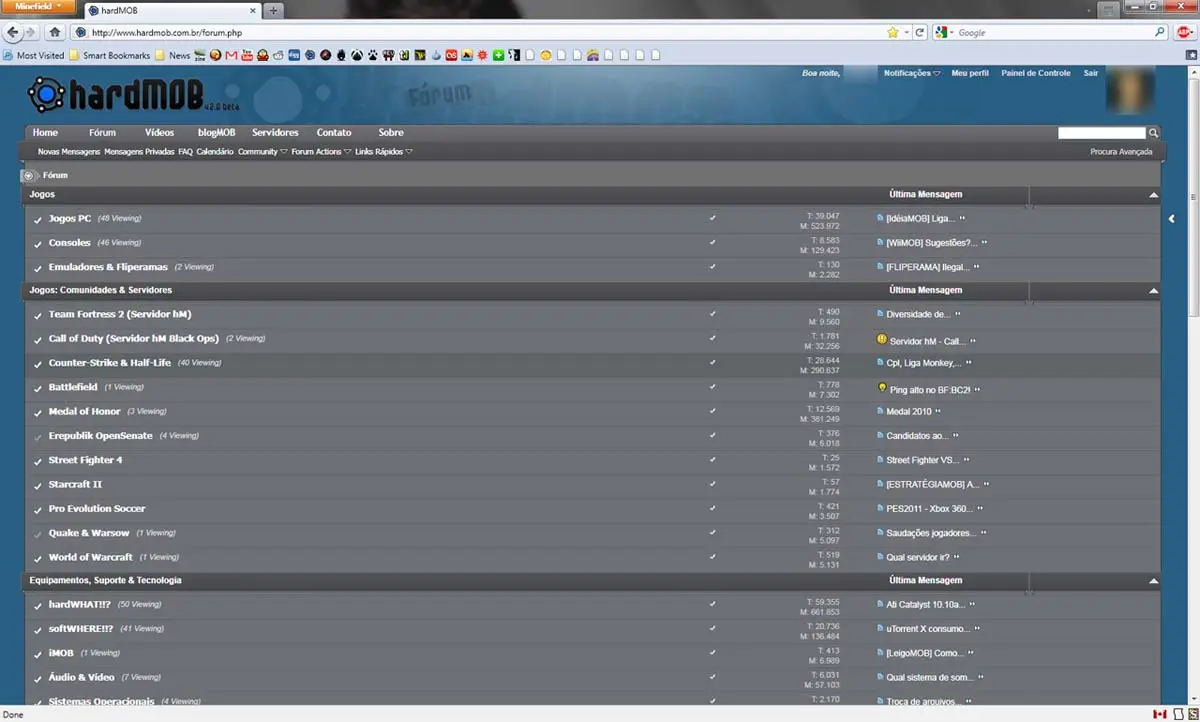 Minefield
hardMOB
http://www.hardmob.com.br/forum.php
Google
Most Visited Smart Bookmarks News
hardMOB v2.0 beta
Fórum
Boa noite, Notificações Meu perfil Painel de Controle Sair
Home Fórum Vídeos blogMOB Servidores Contato Sobre
Novas Mensagens Mensagens Privadas FAQ Calendário Community Forum Actions Links Rápidos Procura Avançada
Fórum
Jogos Última Mensagem
Jogos PC (48 Viewing) T: 39.047 [IdéiaMOB] Liga...
M: 523.972
Consoles (46 Viewing) T: 8.583 [WiiMOB] Sugestões?...
M: 129.423
Emuladores & Fliperamas (2 Viewing) T: 130 [FLIPERAMA] Ilegal...
M: 2.282
Jogos: Comunidades & Servidores Última Mensagem
Team Fortress 2 (Servidor hM) T: 490 Diversidade de...
M: 9.560
Call of Duty (Servidor hM Black Ops) (2 Viewing) T: 1.781 Servidor hM - Call...
M: 32.256
Counter-Strike & Half-Life (40 Viewing) T: 28.644 Cpl, Liga Monkey,...
M: 290.637
Battlefield (1 Viewing) T: 778 Ping alto no BF:BC2!
M: 7.302
Medal of Honor (3 Viewing) T: 12.569 Medal 2010
M: 381.249
Erepublik OpenSenate (4 Viewing) T: 376 Candidatos ao...
M: 6.018
Street Fighter 4 T: 25 Street Fighter VS...
M: 1.572
Starcraft II T: 57 [ESTRATÉGIAMOB] A...
M: 1.774
Pro Evolution Soccer T: 421 PES2011 - Xbox 360...
M: 3.507
Quake & Warsow (1 Viewing) T: 312 Saudações jogadores...
M: 5.097
World of Warcraft (1 Viewing) T: 519 Qual servidor ir?
M: 5.131
Equipamentos, Suporte & Tecnologia Última Mensagem
hardWHAT!!? (50 Viewing) T: 59.355 Ati Catalyst 10.10a...
M: 661.853
softWHERE!!? (41 Viewing) T: 20.736 uTorrent X consumo...
M: 136.484
iMOB (1 Viewing) T: 413 [LeigoMOB] Como...
M: 6.989
Áudio & Vídeo (7 Viewing) T: 6.031 Qual sistema de som...
M: 57.103
Sistemas Operacionais (4 Viewing) T: 2.170 Troca de arquivos...
Done